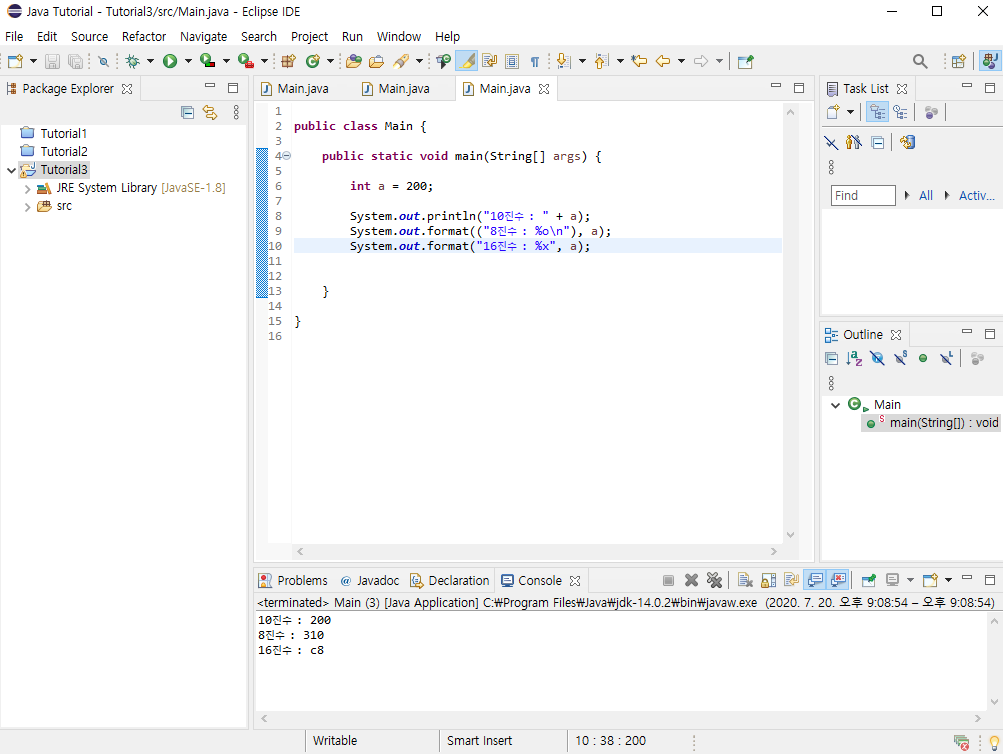 Java Tutorial - Tutorial3/src/Main.java - Eclipse IDE
File Edit Source Refactor Navigate Search Project Run Window Help
Package Explorer
Tutorial1
Tutorial2
Tutorial3
JRE System Library [JavaSE-1.8]
src
Main.java Main.java Main.java
1
2 public class Main {
3
4 public static void main(String[] args) {
5
6 int a = 200;
7
8 System.out.println("10진수 : " + a);
9 System.out.format(("8진수 : %o\n"), a);
10 System.out.format("16진수 : %x", a);
11
12
13 }
14
15 }
16
Task List
Find All Activ...
Outline
Main
main(String[]) : void
Problems @ Javadoc Declaration Console
<terminated> Main (3) [Java Application] C:₩Program Files₩Java₩jdk-14.0.2₩bin₩javaw.exe (2020. 7. 20. 오후 9:08:54 – 오후 9:08:54)
10진수 : 200
8진수 : 310
16진수 : c8
Writable Smart Insert 10 : 38 : 200